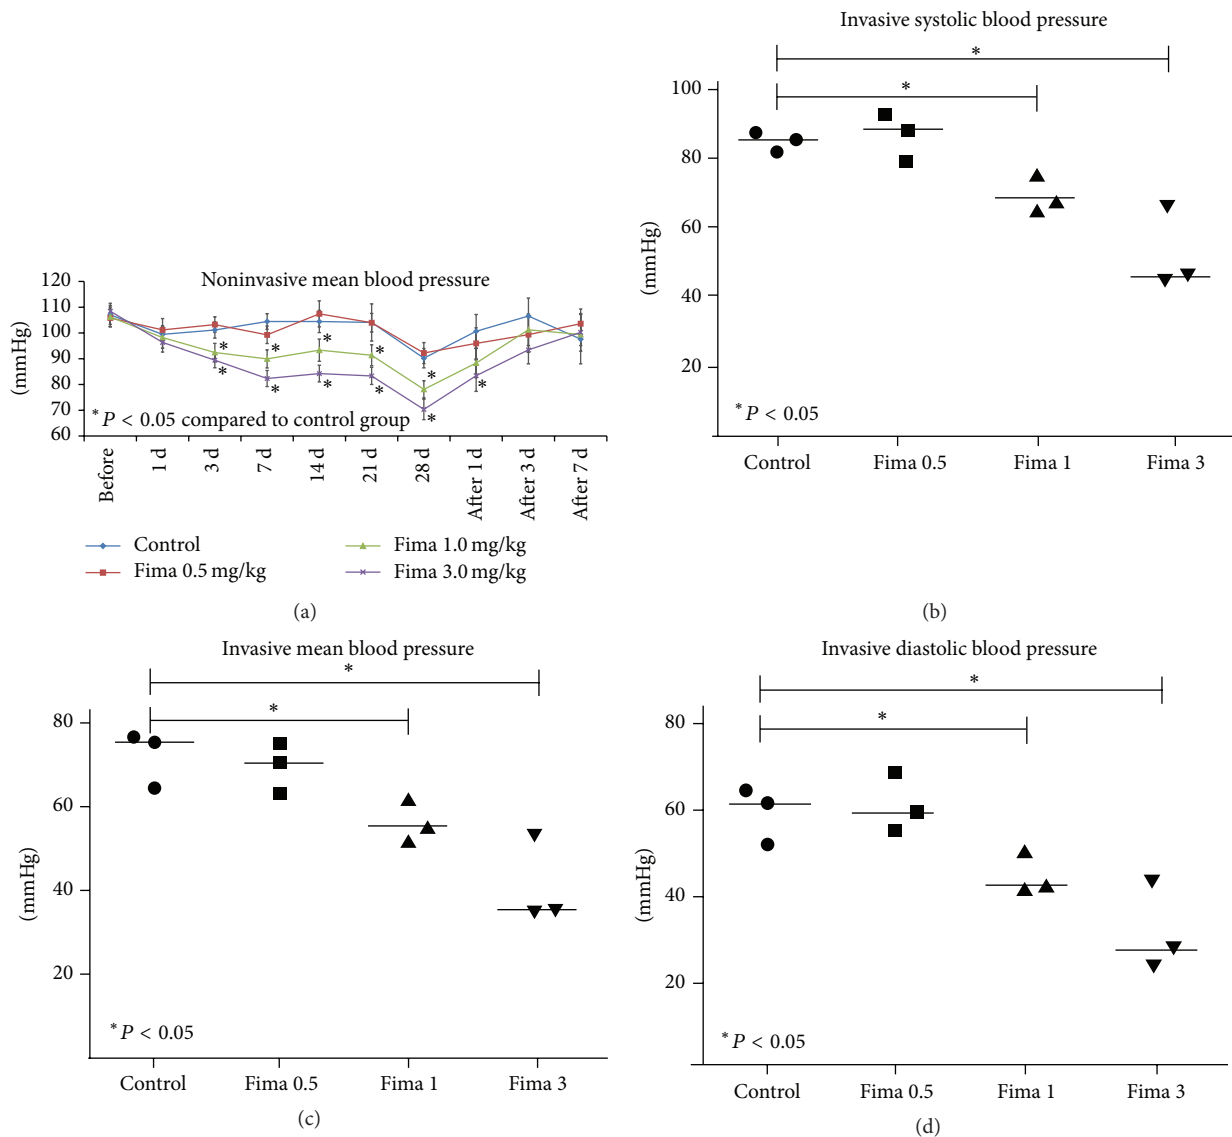 Noninvasive mean blood pressure
(mmHg)
120
110
100
90
80
70
60
* * * * *
* * * * * *
*P < 0.05 compared to control group
Before
1 d
3 d
7 d
14 d
21 d
28 d
After 1 d
After 3 d
After 7 d
Control
Fima 0.5 mg/kg
Fima 1.0 mg/kg
Fima 3.0 mg/kg
(a)
Invasive systolic blood pressure
*
*
(mmHg)
100
80
60
40
20
*P < 0.05
Control Fima 0.5 Fima 1 Fima 3
(b)
Invasive mean blood pressure
*
*
(mmHg)
80
60
40
20
*P < 0.05
Control Fima 0.5 Fima 1 Fima 3
(c)
Invasive diastolic blood pressure
*
*
(mmHg)
80
60
40
20
*P < 0.05
Control Fima 0.5 Fima 1 Fima 3
(d)